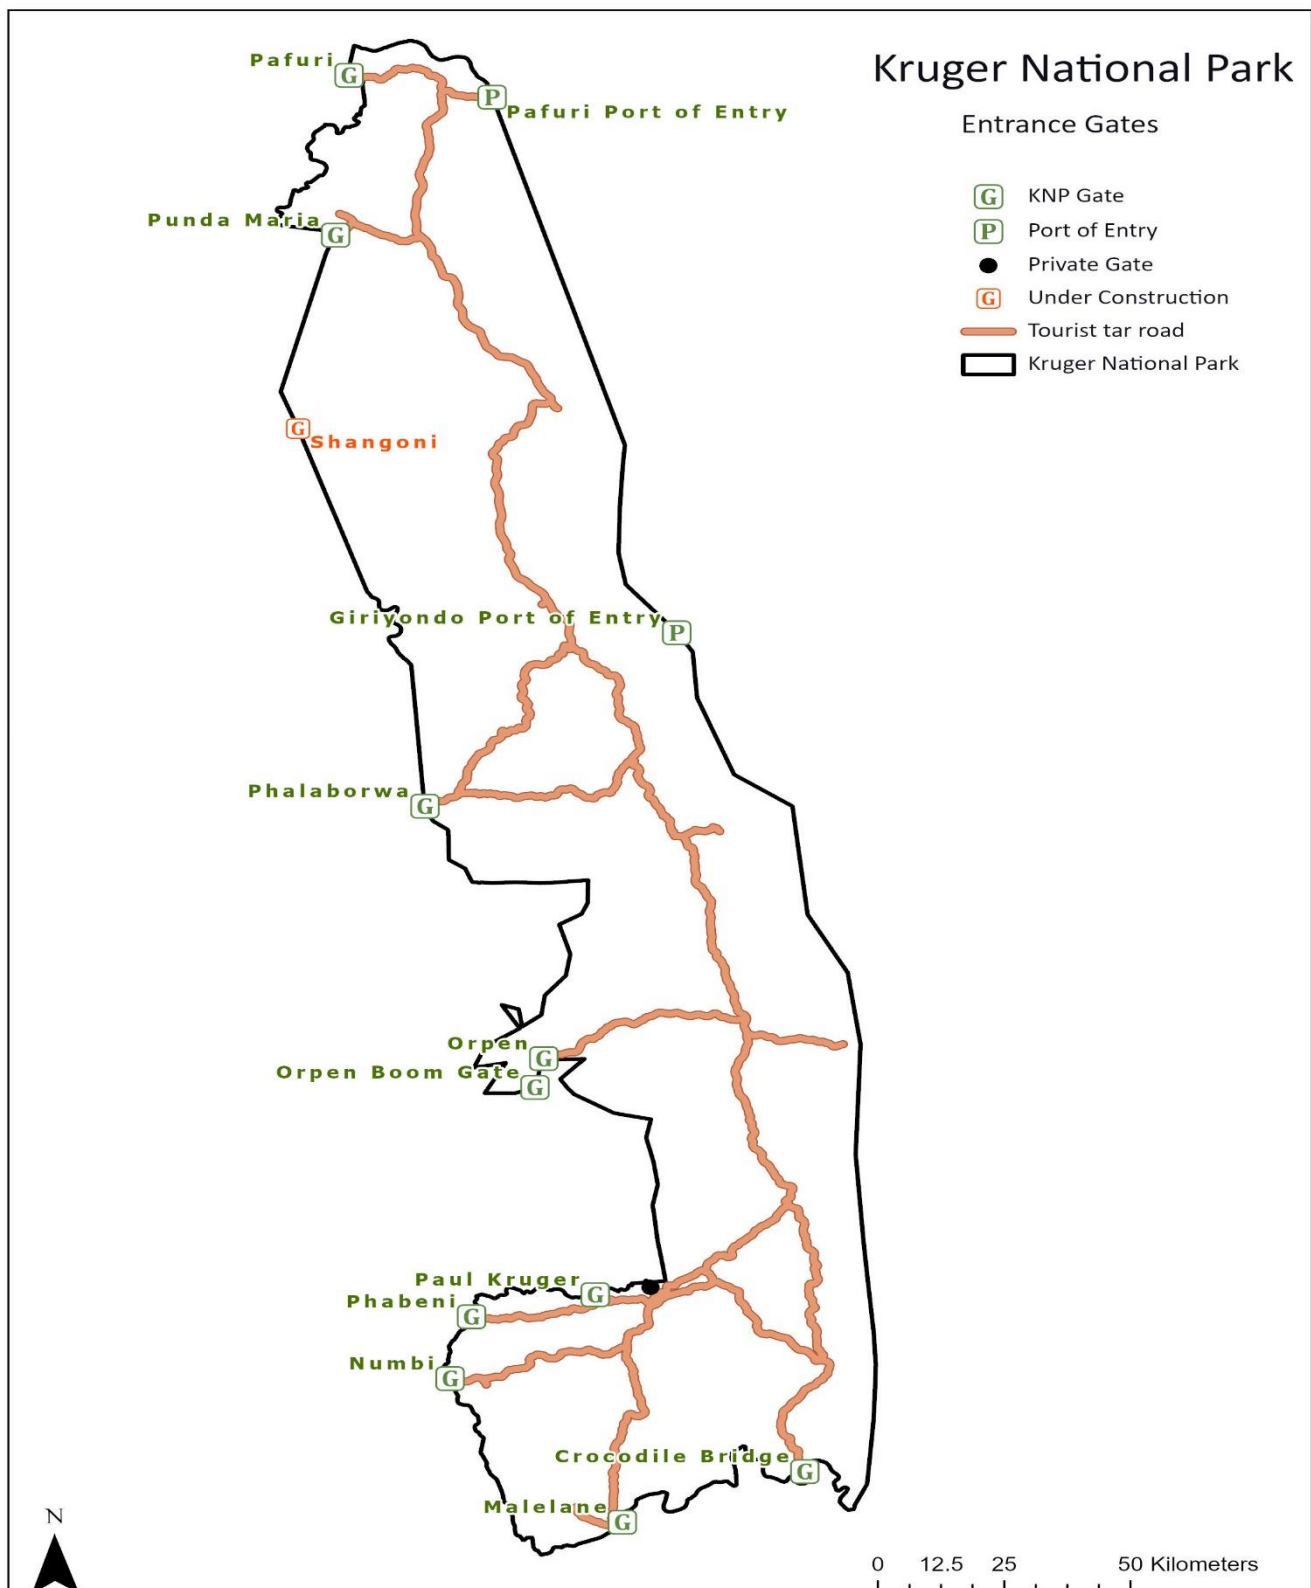 Kruger National Park
Entrance Gates
G KNP Gate
P Port of Entry
Private Gate
G Under Construction
Tourist tar road
Kruger National Park
Pafuri
G
P
Pafuri Port of Entry
Punda Maria
G
G
Shangoni
Giriyondo Port of Entry
P
Phalaborwa
G
Orpen
G
Orpen Boom Gate
G
Paul Kruger
G
Phabeni
G
Numbi
G
Crocodile Bridge
G
Malelane
G
N
0 12.5 25 50 Kilometers